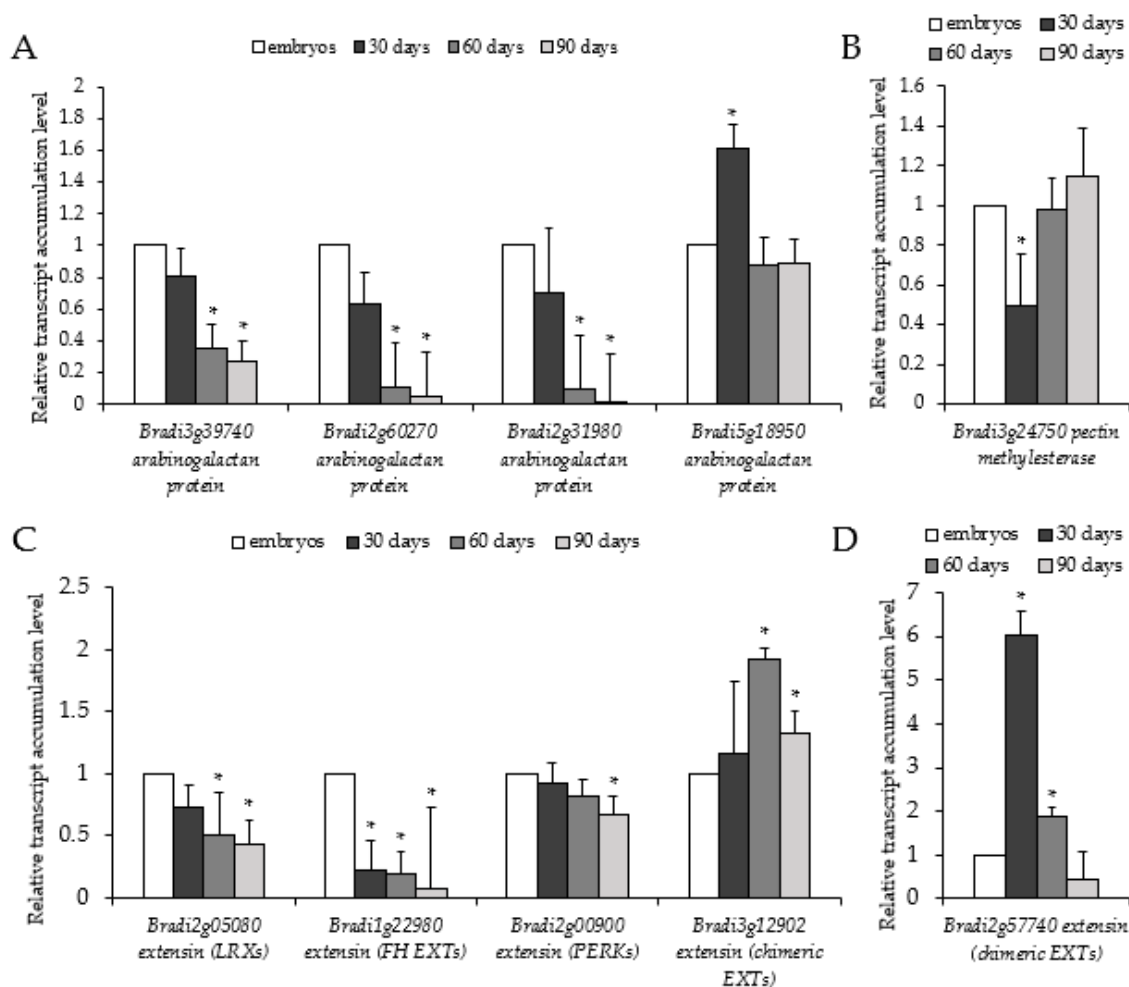 A
embryos 30 days 60 days 90 days
Relative transcript accumulation level
2
1.8
1.6
1.4
1.2
1
0.8
0.6
0.4
0.2
0
*
*
*
*
*
*
*
Bradi3g39740 arabinogalactan protein
Bradi2g60270 arabinogalactan protein
Bradi2g31980 arabinogalactan protein
Bradi5g18950 arabinogalactan protein
B
embryos 30 days
60 days 90 days
Relative transcript accumulation level
1.6
1.4
1.2
1
0.8
0.6
0.4
0.2
0
*
Bradi3g24750 pectin
methylesterase
C
embryos 30 days 60 days 90 days
Relative transcript accumulation level
2.5
2
1.5
1
0.5
0
*
*
*
*
*
*
*
*
Bradi2g05080 extensin (LRXs)
Bradi1g22980 extensin (FH EXTs)
Bradi2g00900 extensin (PERKs)
Bradi3g12902 extensin (chimeric EXTs)
D
embryos 30 days
60 days 90 days
Relative transcript accumulation level
7
6
5
4
3
2
1
0
*
*
Bradi2g57740 extensin
(chimeric EXTs)